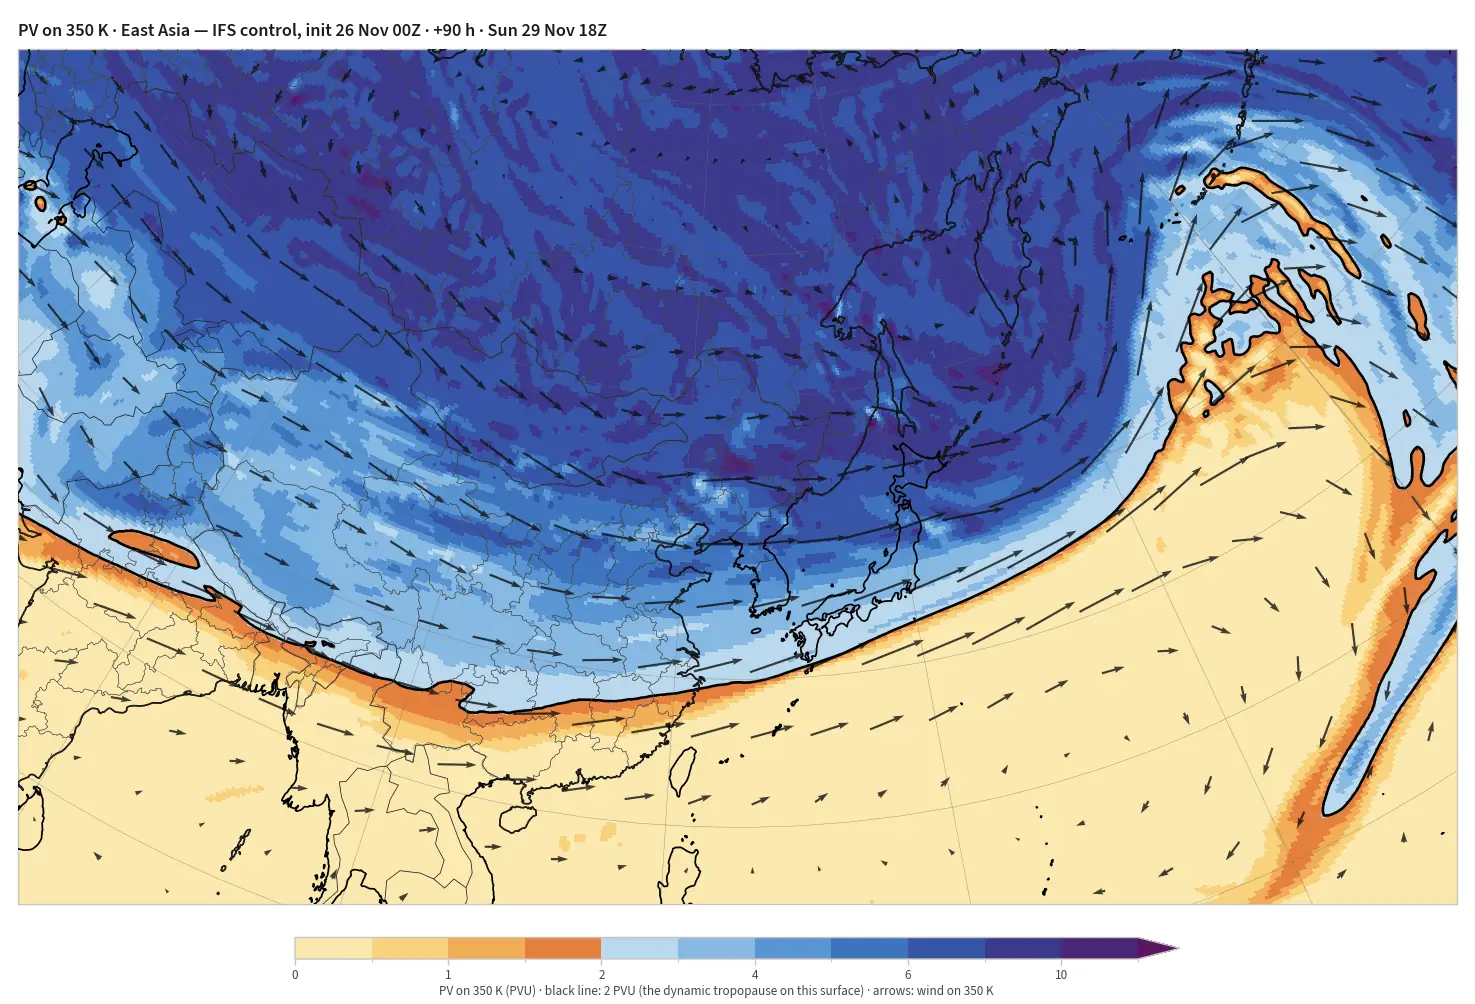 PV on 350 K · East Asia — IFS control, init 26 Nov 00Z · +90 h · Sun 29 Nov 18Z
0 1 2 4 6 10
PV on 350 K (PVU) · black line: 2 PVU (the dynamic tropopause on this surface) · arrows: wind on 350 K